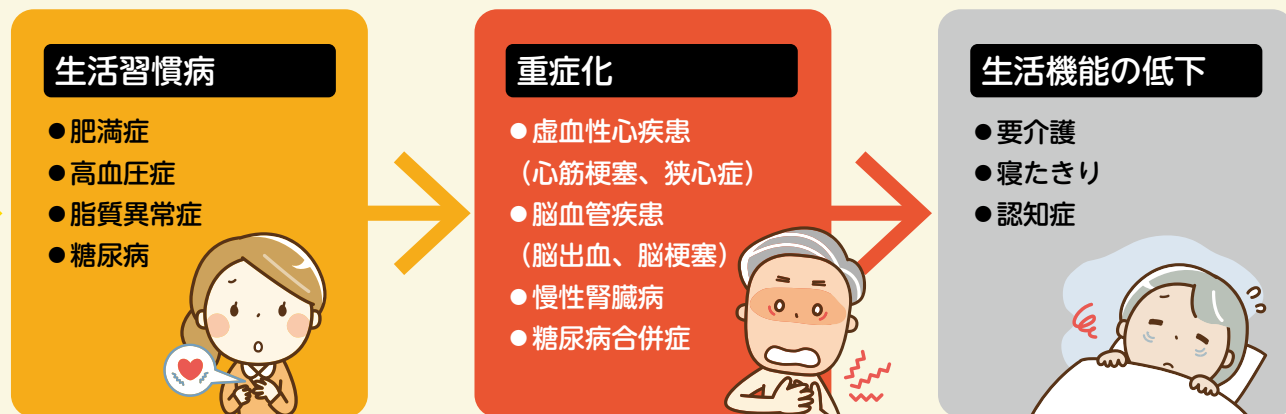 生活習慣病
●肥満症
●高血圧症
●脂質異常症
●糖尿病
重症化
●虚血性心疾患
（心筋梗塞、狭心症）
●脳血管疾患
（脳出血、脳梗塞）
●慢性腎臓病
●糖尿病合併症
生活機能の低下
●要介護
●寝たきり
●認知症